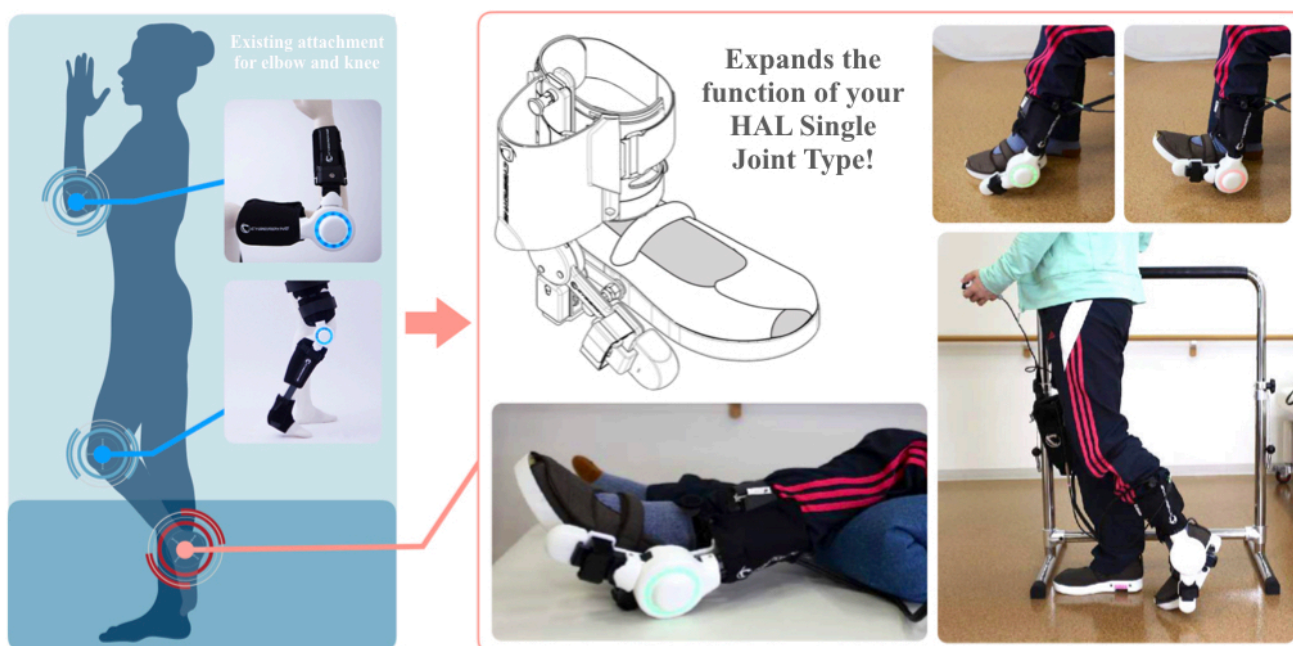 Existing attachment
for elbow and knee
Expands the
function of your
HAL Single
Joint Type!